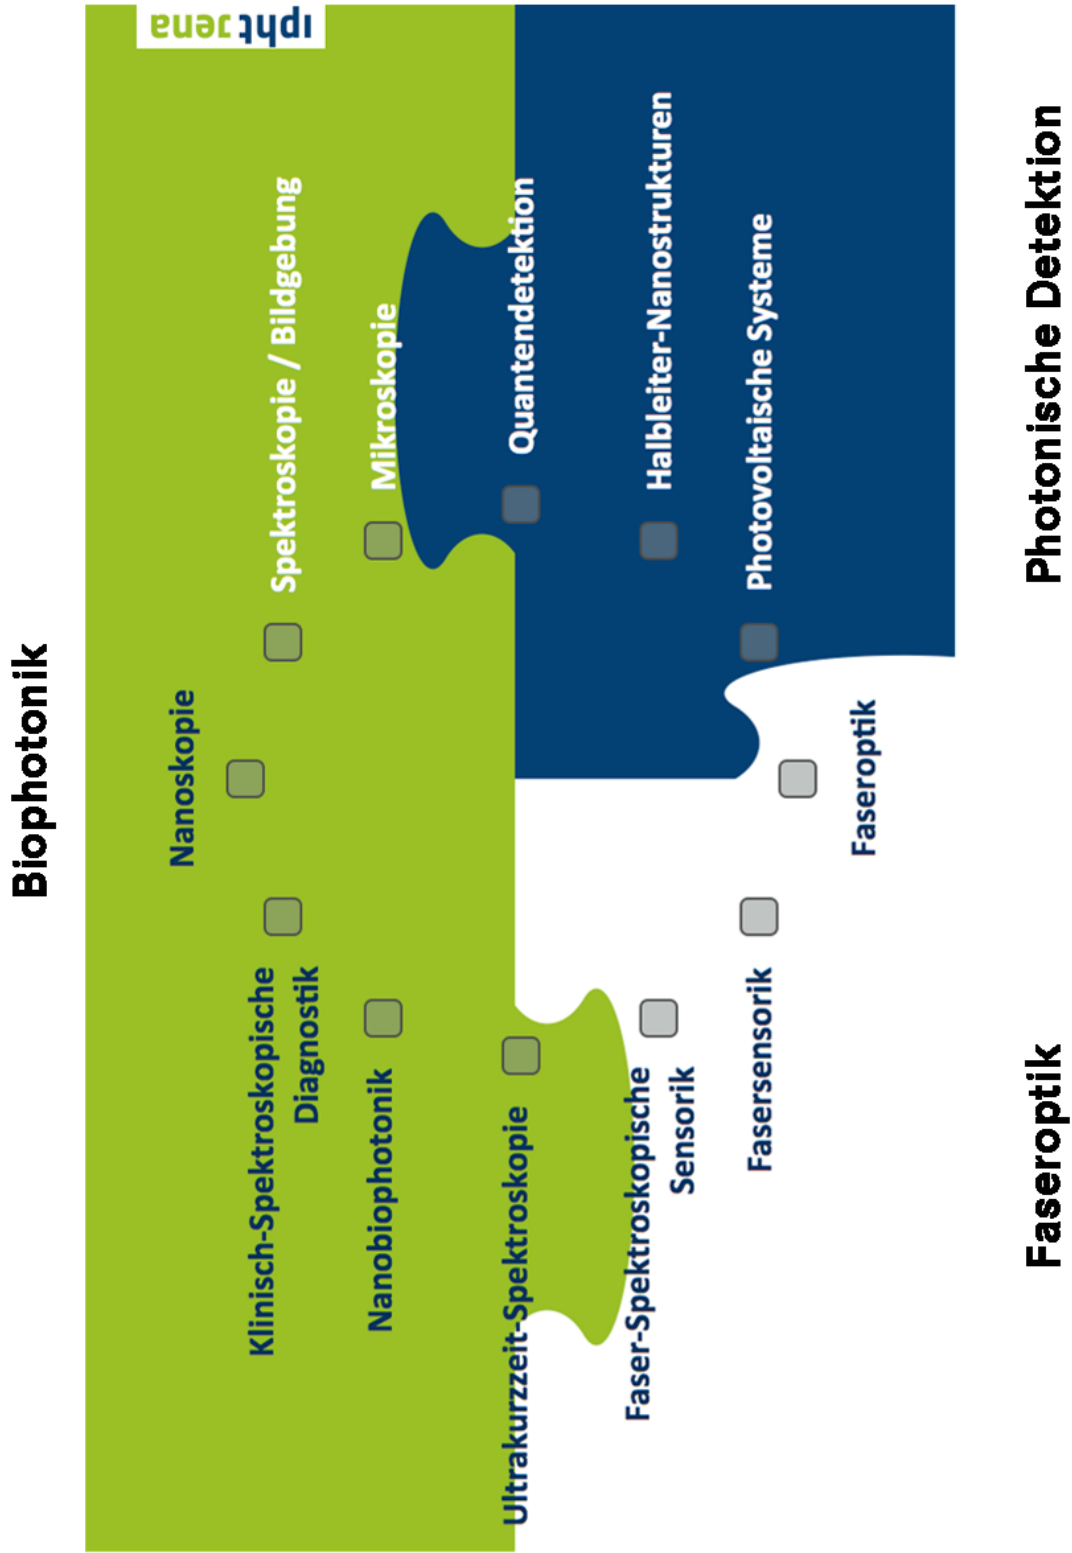 Biophotonik
ipht jena
Nanoskopie
Klinisch-Spektroskopische
Diagnostik
Spektroskopie / Bildgebung
Nanobiophotonik
Mikroskopie
Ultrakurzzeit-Spektroskopie
Quantendetektion
Faser-Spektroskopische
Sensorik
Halbleiter-Nanostrukturen
Fasersensorik
Photovoltaische Systeme
Faseroptik
Faseroptik
Photonische Detektion